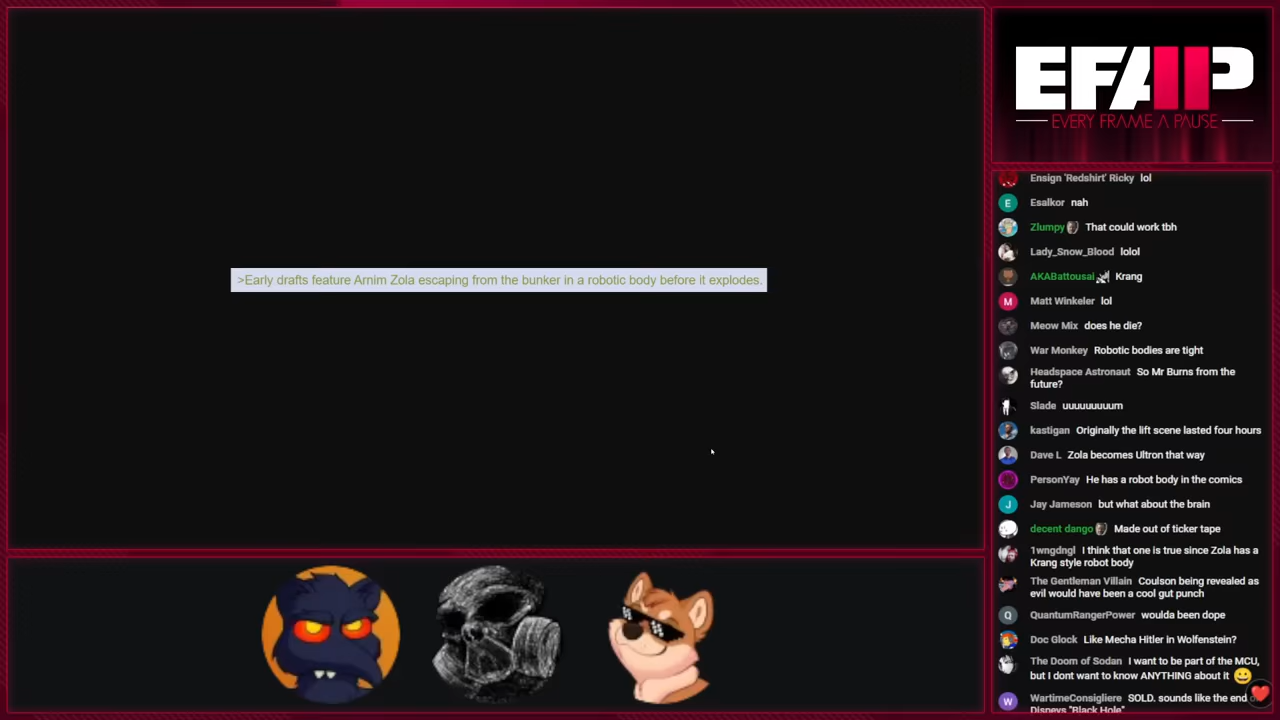 EFAP
EVERY FRAME A PAUSE
>Early drafts feature Arnim Zola escaping from the bunker in a robotic body before it explodes.
Ensign 'Redshirt' Ricky lol
E Esalkor nah
Zlumpy That could work tbh
Lady_Snow_Blood lolol
AKABattousai Krang
M Matt Winkeler lol
Meow Mix does he die?
War Monkey Robotic bodies are tight
Headspace Astronaut So Mr Burns from the
future?
Slade uuuuuuuuum
kastigan Originally the lift scene lasted four hours
Dave L Zola becomes Ultron that way
PersonYay He has a robot body in the comics
J Jay Jameson but what about the brain
decent dango Made out of ticker tape
1wngdngl I think that one is true since Zola has a
Krang style robot body
The Gentleman Villain Coulson being revealed as
evil would have been a cool gut punch
Q QuantumRangerPower woulda been dope
Doc Glock Like Mecha Hitler in Wolfenstein?
The Doom of Sodan I want to be part of the MCU,
but I dont want to know ANYTHING about it
W WartimeConsigliere SOLD. sounds like the end
Disneys "Black Hole"